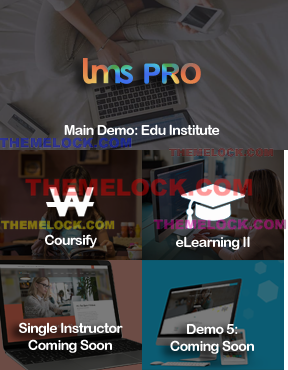 lms PRO
Main Demo: Edu Institute
THEMELOCK.COM
THEMELOCK.COM
THEMELOCK.COM
W
Coursify
eLearning II
THEMELOCK.COM
THEMELOCK.COM
Single Instructor
Coming Soon
Demo 5:
Coming Soon